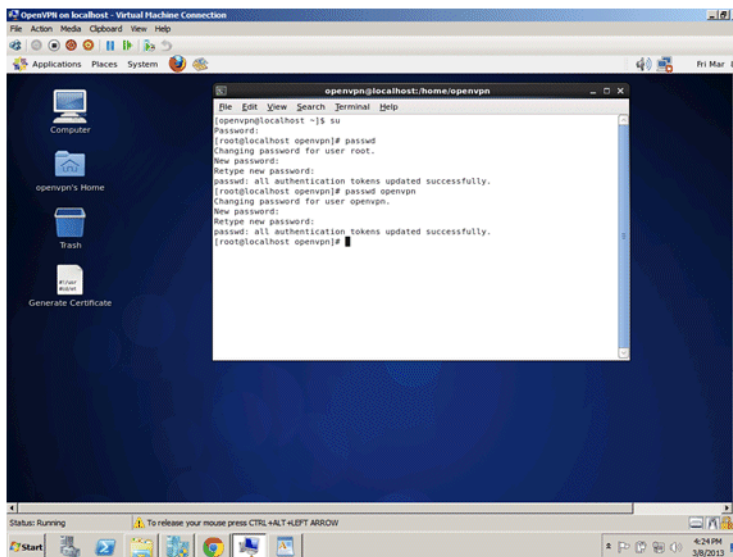 OpenVPN on localhost - Virtual Machine Connection
File Action Media Clipboard View Help
Applications Places System
Fri Mar
openvpn@localhost:/home/openvpn
File Edit View Search Terminal Help
[openvpn@localhost ~]$ su
Password:
[root@localhost openvpn]# passwd
Changing password for user root.
New password:
Retype new password:
passwd: all authentication tokens updated successfully.
[root@localhost openvpn]# passwd openvpn
Changing password for user openvpn.
New password:
Retype new password:
passwd: all authentication tokens updated successfully.
[root@localhost openvpn]#
Computer
openvpn's Home
Trash
Generate Certificate
Status: Running
To release your mouse press CTRL+ALT+LEFT ARROW
Start
4:24 PM
3/8/2013